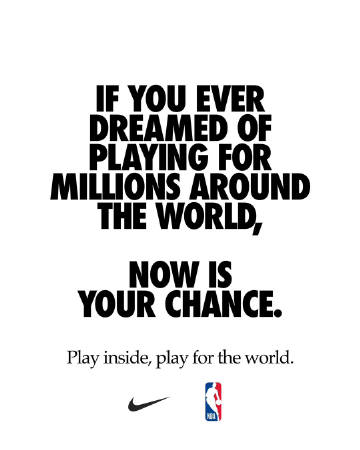 IF YOU EVER
DREAMED OF
PLAYING FOR
MILLIONS AROUND
THE WORLD,
NOW IS
YOUR CHANCE.
Play inside, play for the world.
NBA